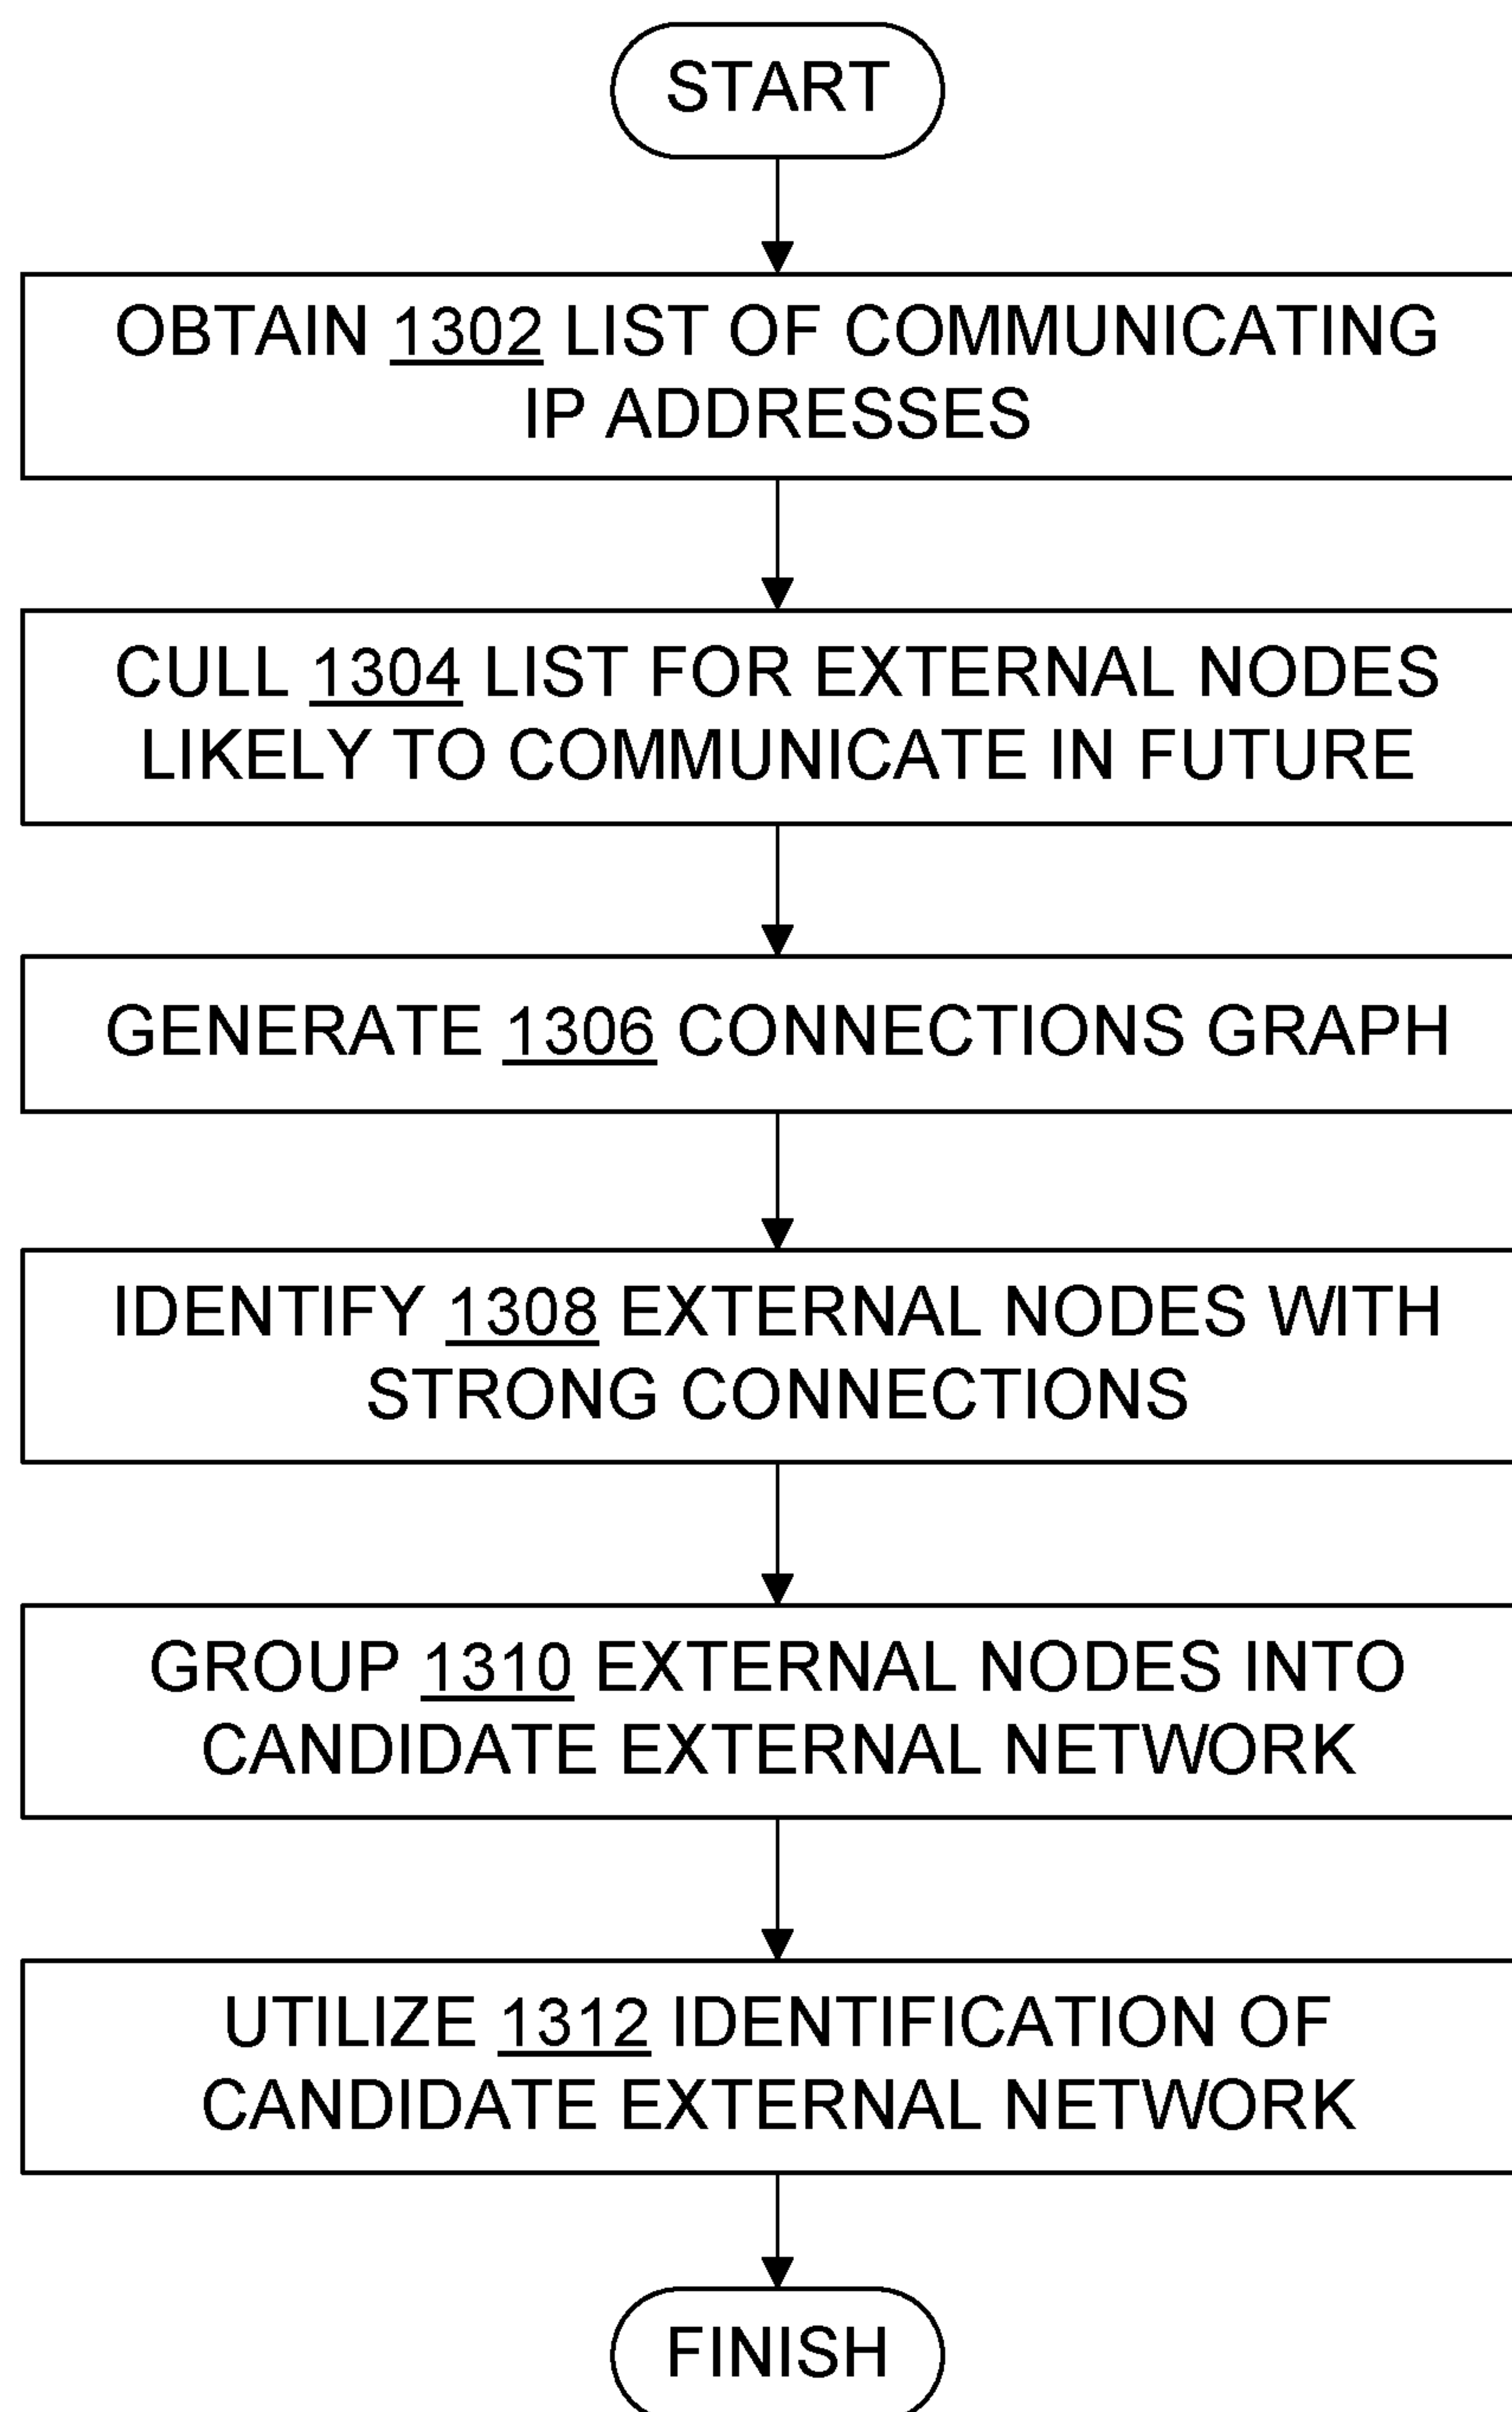 START
OBTAIN 1302 LIST OF COMMUNICATING
IP ADDRESSES
CULL 1304 LIST FOR EXTERNAL NODES
LIKELY TO COMMUNICATE IN FUTURE
GENERATE 1306 CONNECTIONS GRAPH
IDENTIFY 1308 EXTERNAL NODES WITH
STRONG CONNECTIONS
GROUP 1310 EXTERNAL NODES INTO
CANDIDATE EXTERNAL NETWORK
UTILIZE 1312 IDENTIFICATION OF
CANDIDATE EXTERNAL NETWORK
FINISH